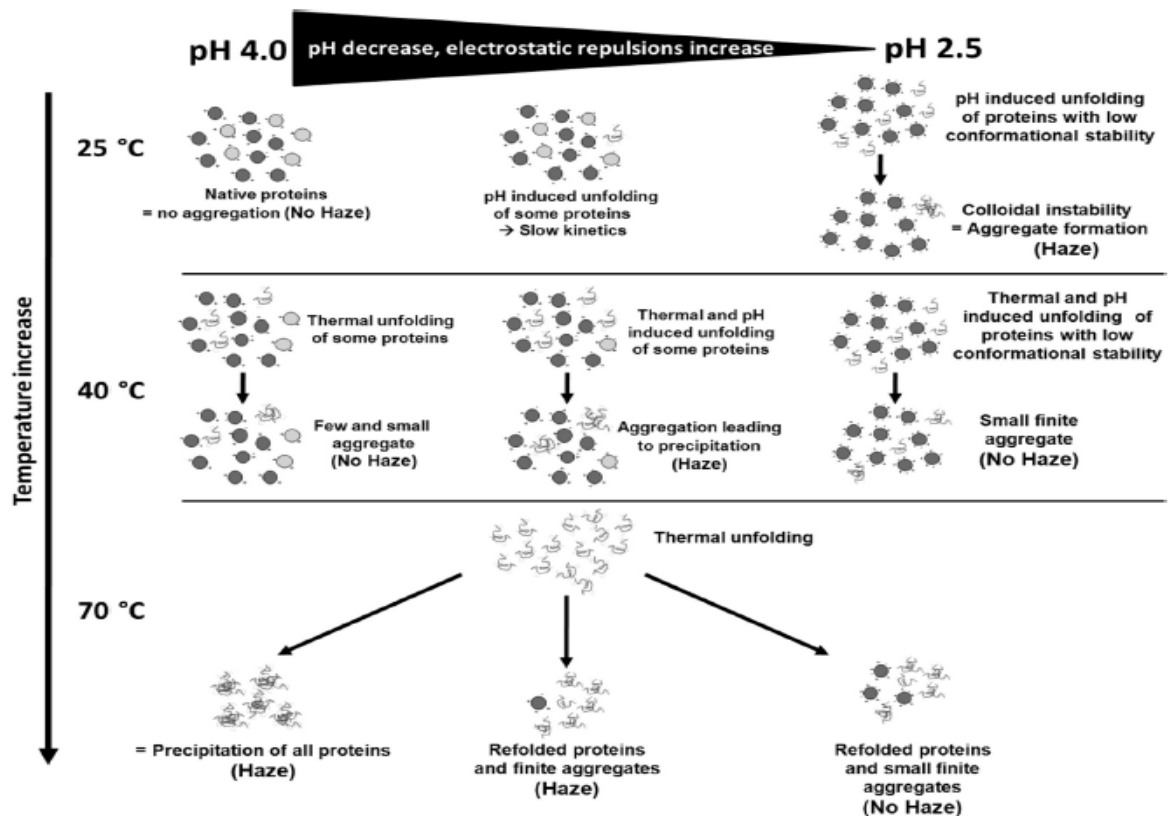 pH 4.0
pH decrease, electrostatic repulsions increase
pH 2.5
Temperature increase
25 °C
Native proteins
= no aggregation (No Haze)
pH induced unfolding
of some proteins
→ Slow kinetics
pH induced unfolding
of proteins with low
conformational stability
Colloidal instability
= Aggregate formation
(Haze)
40 °C
Thermal unfolding
of some proteins
Few and small
aggregate
(No Haze)
Thermal and pH
induced unfolding
of some proteins
Aggregation leading
to precipitation
(Haze)
Thermal and pH
induced unfolding of
proteins with low
conformational stability
Small finite
aggregate
(No Haze)
70 °C
Thermal unfolding
= Precipitation of all proteins
(Haze)
Refolded proteins
and finite aggregates
(Haze)
Refolded proteins
and small finite
aggregates
(No Haze)